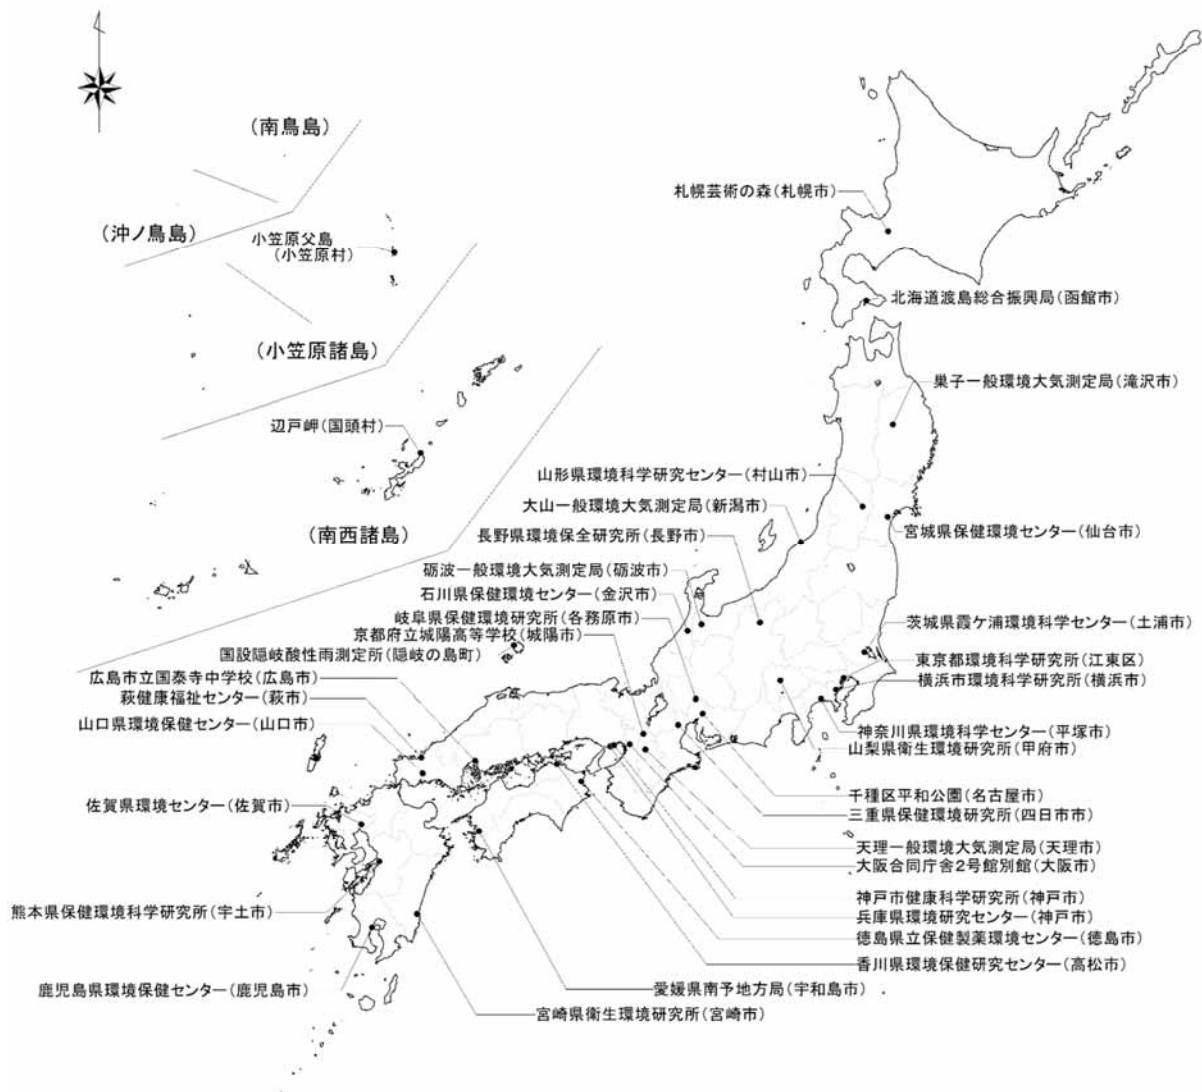 （南鳥島）
（沖ノ鳥島）
小笠原父島
（小笠原村）
（小笠原諸島）
辺戸岬（国頭村）
（南西諸島）
札幌芸術の森（札幌市）
北海道渡島総合振興局（函館市）
巣子一般環境大気測定局（滝沢市）
山形県環境科学研究センター（村山市）
大山一般環境大気測定局（新潟市）
宮城県保健環境センター（仙台市）
長野県環境保全研究所（長野市）
砺波一般環境大気測定局（砺波市）
石川県保健環境センター（金沢市）
岐阜県保健環境研究所（各務原市）
京都府立城陽高等学校（城陽市）
国設隠岐酸性雨測定所（隠岐の島町）
広島市立国泰寺中学校（広島市）
萩健康福祉センター（萩市）
山口県環境保健センター（山口市）
佐賀県環境センター（佐賀市）
熊本県保健環境科学研究所（宇土市）
鹿児島県環境保健センター（鹿児島市）
茨城県霞ケ浦環境科学センター（土浦市）
東京都環境科学研究所（江東区）
横浜市環境科学研究所（横浜市）
神奈川県環境科学センター（平塚市）
山梨県衛生環境研究所（甲府市）
千種区平和公園（名古屋市）
三重県保健環境研究所（四日市市）
天理一般環境大気測定局（天理市）
大阪合同庁舎2号館別館（大阪市）
神戸市健康科学研究所（神戸市）
兵庫県環境研究センター（神戸市）
徳島県立保健製薬環境センター（徳島市）
香川県環境保健研究センター（高松市）
愛媛県南予地方局（宇和島市）
宮崎県衛生環境研究所（宮崎市）